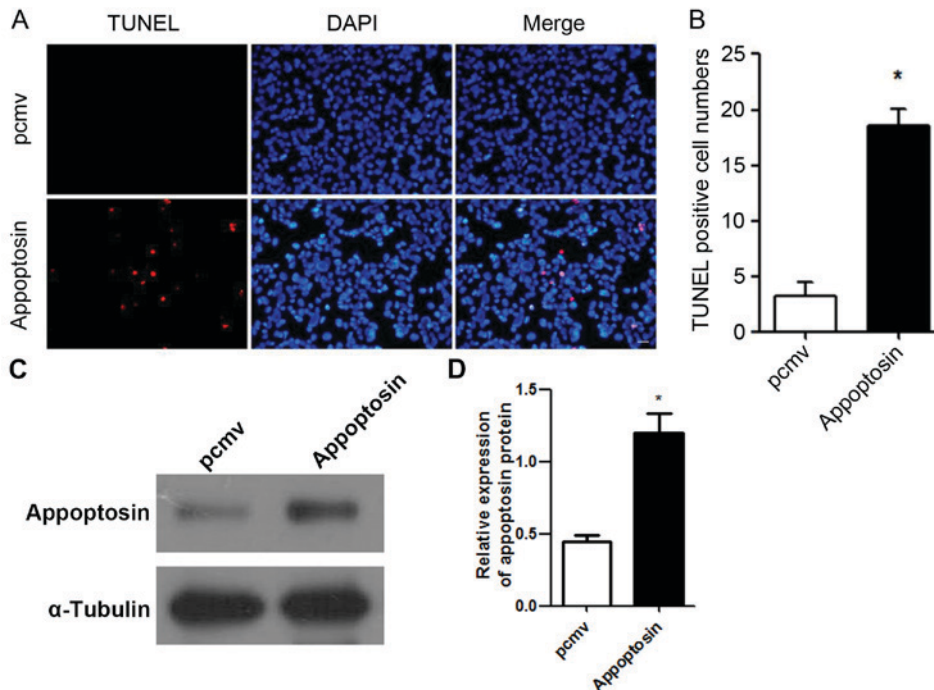 A
TUNEL
DAPI
Merge
pcmv
Appoptosin
B
TUNEL positive cell numbers
25
20
15
10
5
0
*
pcmv
Appoptosin
C
pcmv
Appoptosin
Appoptosin
α-Tubulin
D
Relative expression
of appoptosin protein
1.5
1.0
0.5
0.0
*
pcmv
Appoptosin